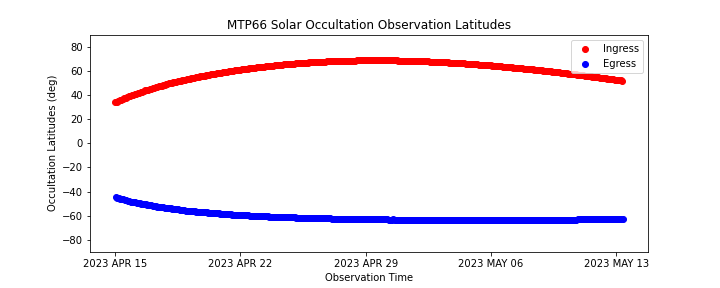 MTP66 Solar Occultation Observation Latitudes
Occultation Latitudes (deg)
80
60
40
20
0
−20
−40
−60
−80
Ingress
Egress
2023 APR 15
2023 APR 22
2023 APR 29
2023 MAY 06
2023 MAY 13
Observation Time